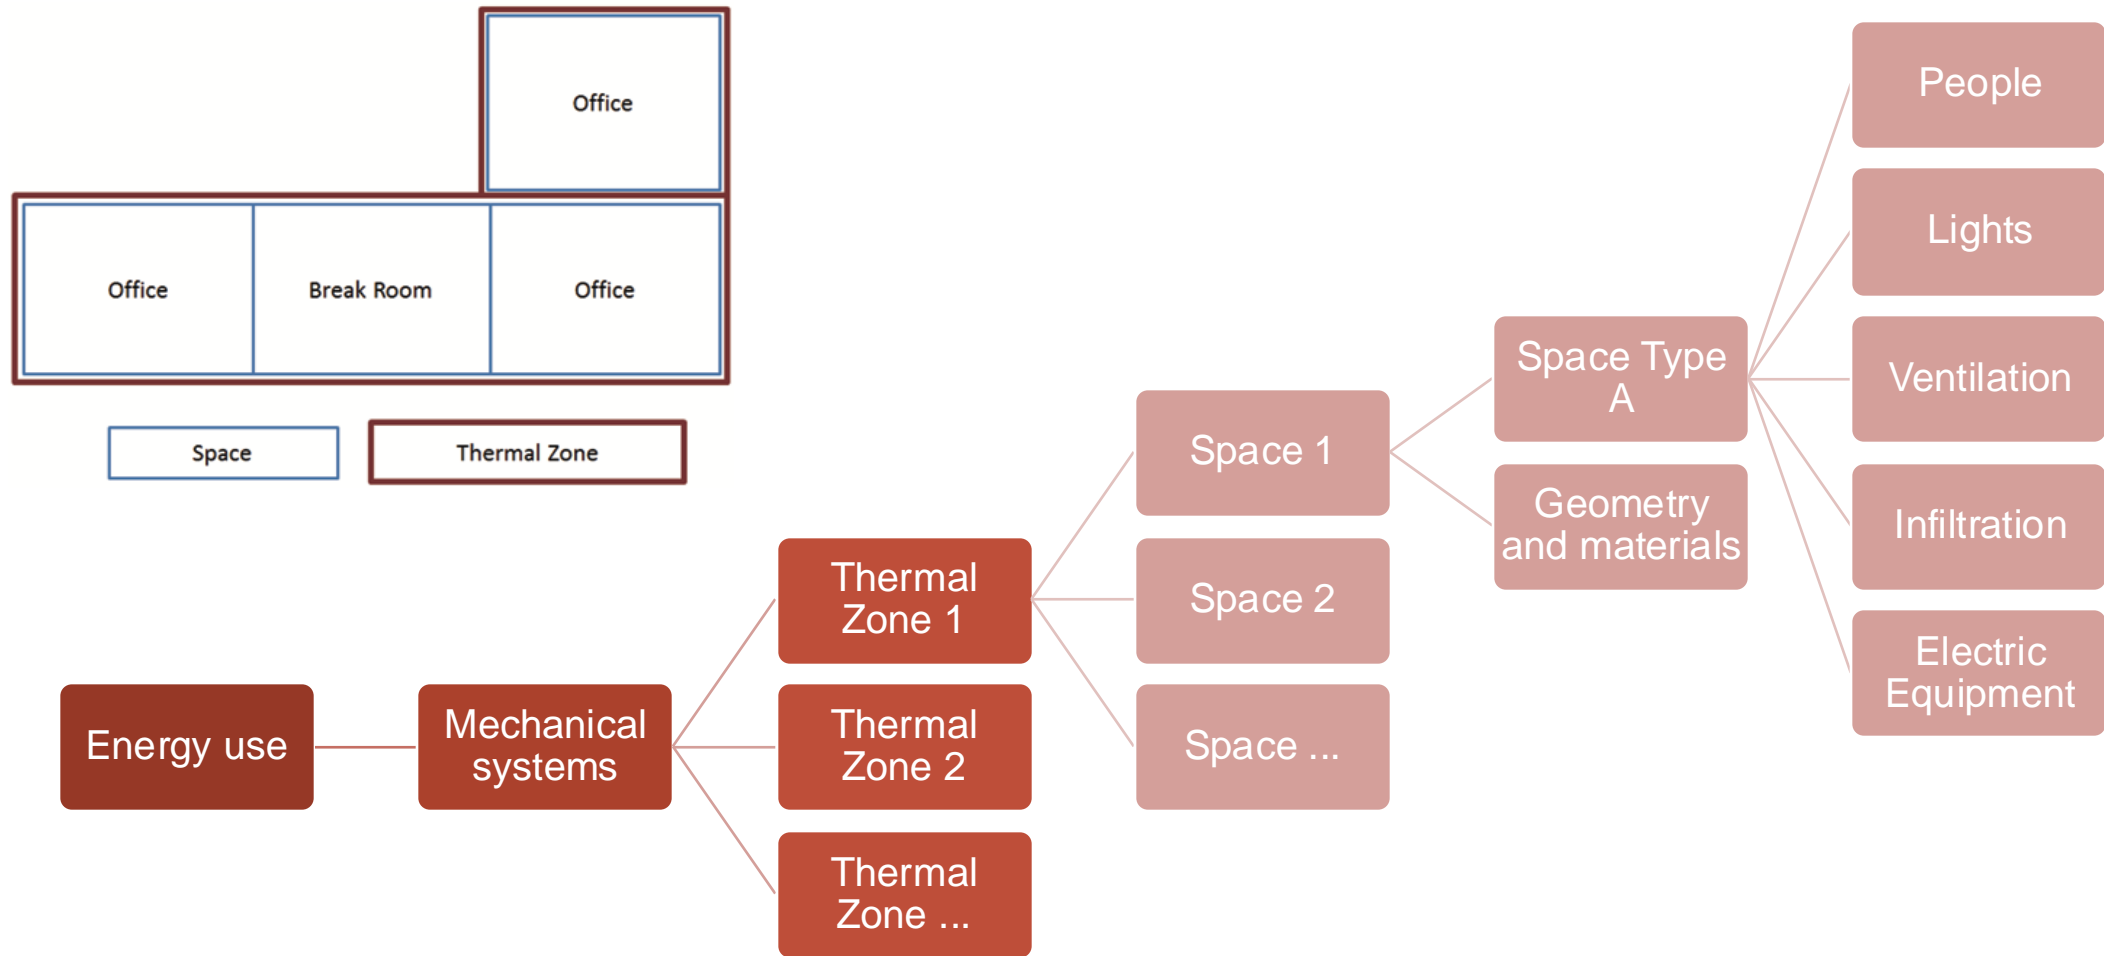 Office
Office
Break Room
Office
Space
Thermal Zone
Energy use
Mechanical
systems
Thermal
Zone 1
Thermal
Zone 2
Thermal
Zone ...
Space 1
Space 2
Space ...
Space Type
A
Geometry
and materials
People
Lights
Ventilation
Infiltration
Electric
Equipment